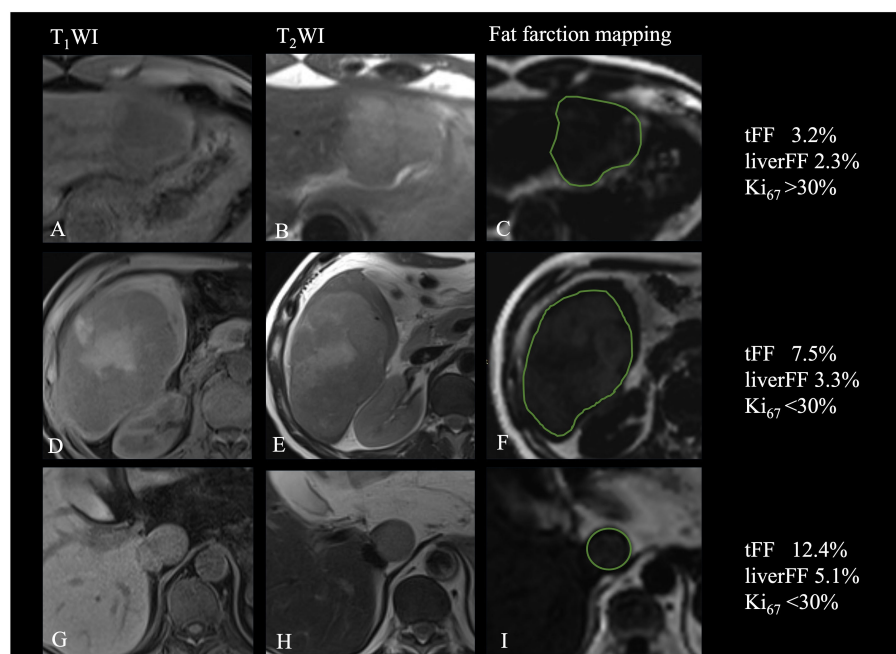 T₁WI T₂WI Fat farction mapping
A B C
tFF 3.2%
liverFF 2.3%
Ki₆₇ >30%
D E F
tFF 7.5%
liverFF 3.3%
Ki₆₇ <30%
G H I
tFF 12.4%
liverFF 5.1%
Ki₆₇ <30%